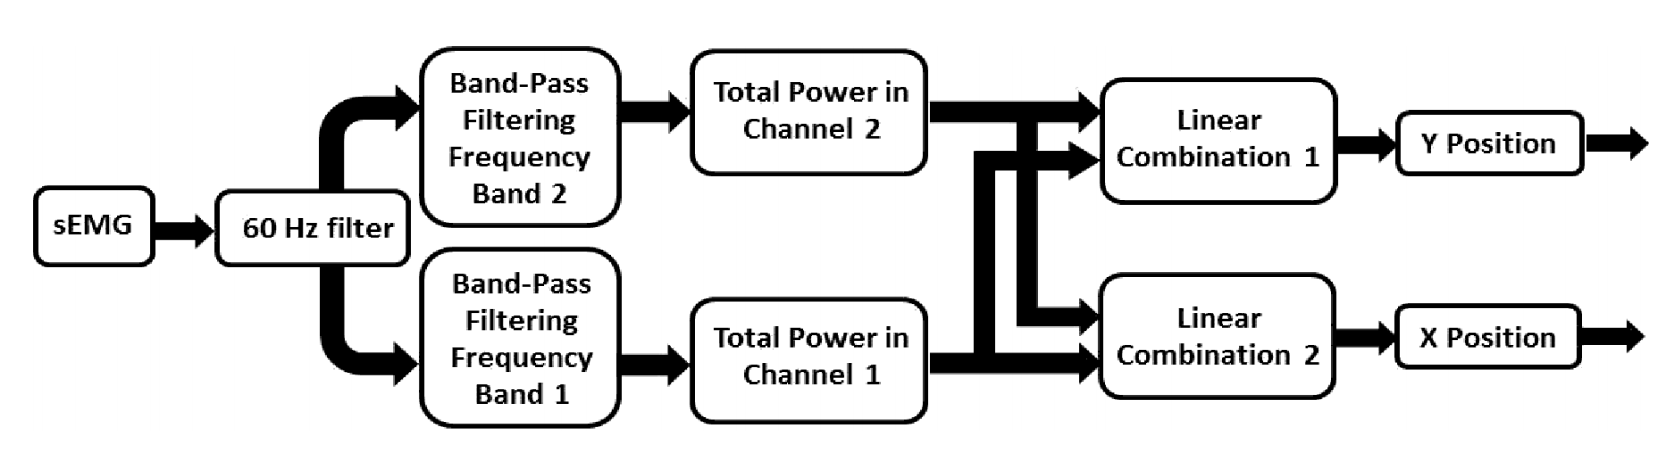 sEMG
60 Hz filter
Band-Pass
Filtering
Frequency
Band 2
Band-Pass
Filtering
Frequency
Band 1
Total Power in
Channel 2
Total Power in
Channel 1
Linear
Combination 1
Linear
Combination 2
Y Position
X Position